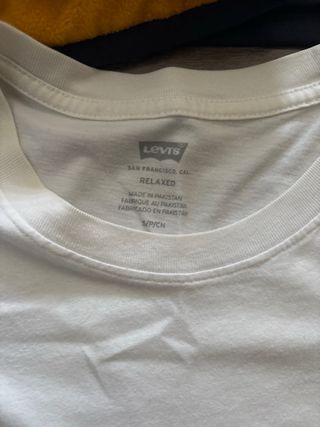 Levi's
SAN FRANCISCO, CAL.
RELAXED
MADE IN PAKISTAN
FABRIQUÉ AU PAKISTAN
FABRICADO EN PAKISTÁN
S/P/CH